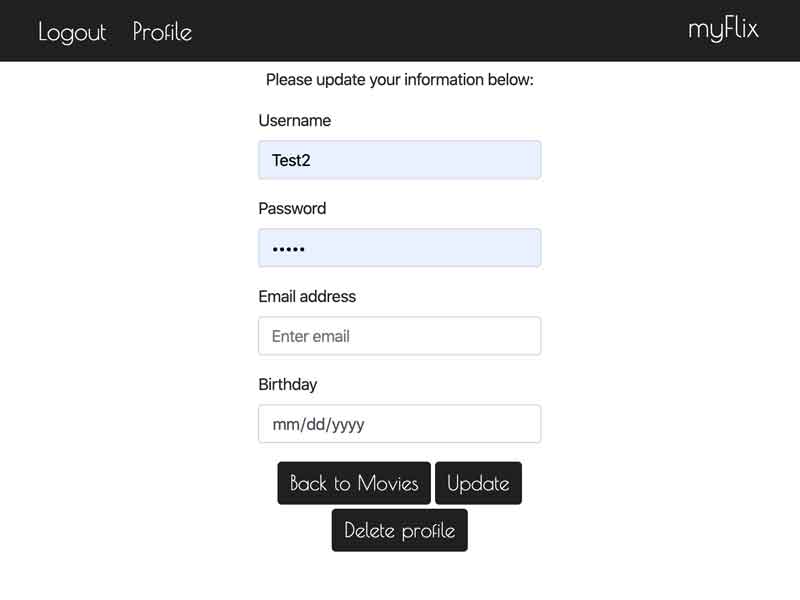 Logout Profile myFlix
Please update your information below:
Username
Test2
Password
•••••
Email address
Enter email
Birthday
mm/dd/yyyy
Back to Movies Update
Delete profile